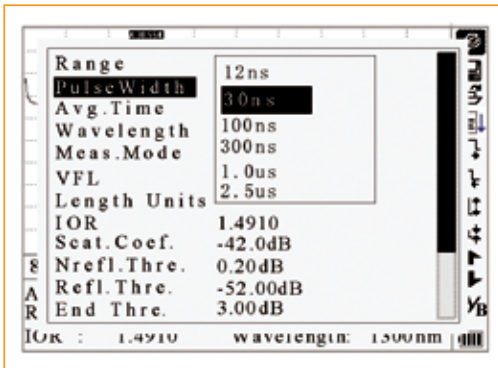 Range
PulseWidth
Avg.Time
Wavelength
Meas.Mode
VFL
Length Units
12ns
30ns
100ns
300ns
1.0us
2.5us
IOR 1.4910
Scat.Coef. -42.0dB
Nrefl.Thre. 0.20dB
Refl.Thre. -52.00dB
End Thre. 3.00dB
8
A
R
IOR : 1.4910 Wavelength: 1300nm